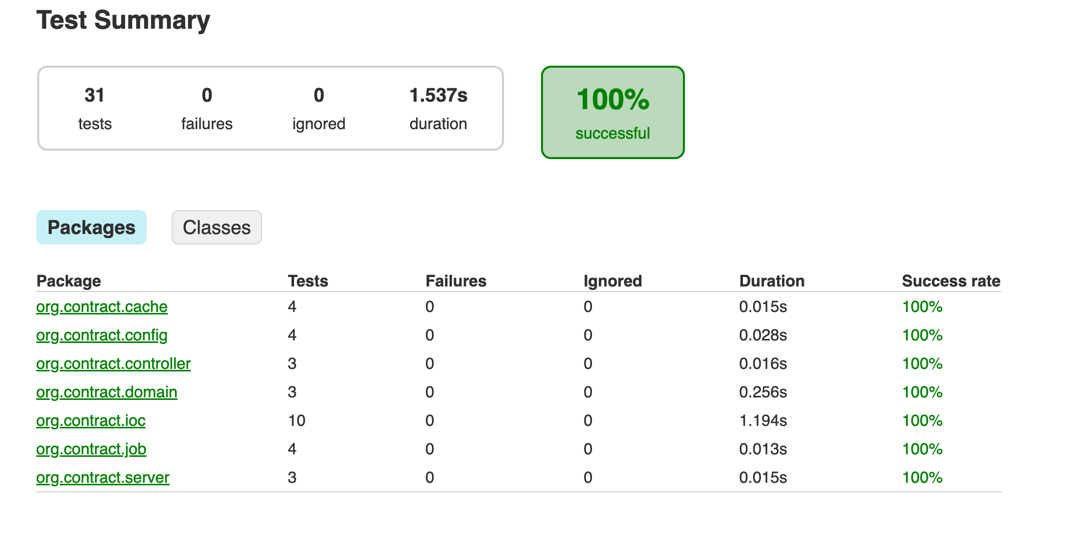 Test Summary
31 0 0 1.537s
tests failures ignored duration
100%
successful
Packages Classes
Package Tests Failures Ignored Duration Success rate
org.contract.cache 4 0 0 0.015s 100%
org.contract.config 4 0 0 0.028s 100%
org.contract.controller 3 0 0 0.016s 100%
org.contract.domain 3 0 0 0.256s 100%
org.contract.ioc 10 0 0 1.194s 100%
org.contract.job 4 0 0 0.013s 100%
org.contract.server 3 0 0 0.015s 100%